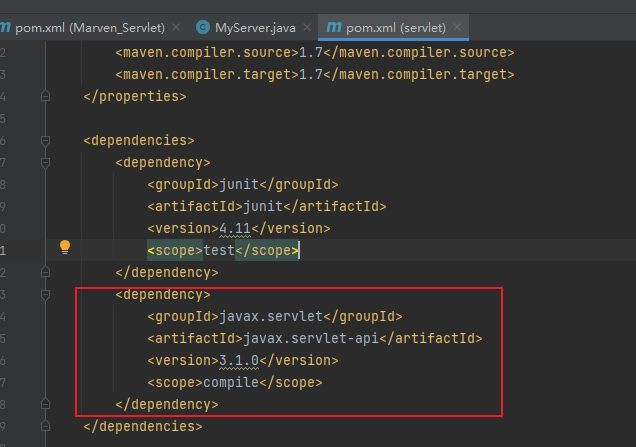 pom.xml (Marven_Servlet) × MyServer.java × pom.xml (servlet) ×
2 <maven.compiler.source>1.7</maven.compiler.source>
3 <maven.compiler.target>1.7</maven.compiler.target>
4 </properties>
5
6 <dependencies>
7 <dependency>
8 <groupId>junit</groupId>
9 <artifactId>junit</artifactId>
0 <version>4.11</version>
1 <scope>test</scope>
2 </dependency>
3 <dependency>
4 <groupId>javax.servlet</groupId>
5 <artifactId>javax.servlet-api</artifactId>
6 <version>3.1.0</version>
7 <scope>compile</scope>
8 </dependency>
9 </dependencies>